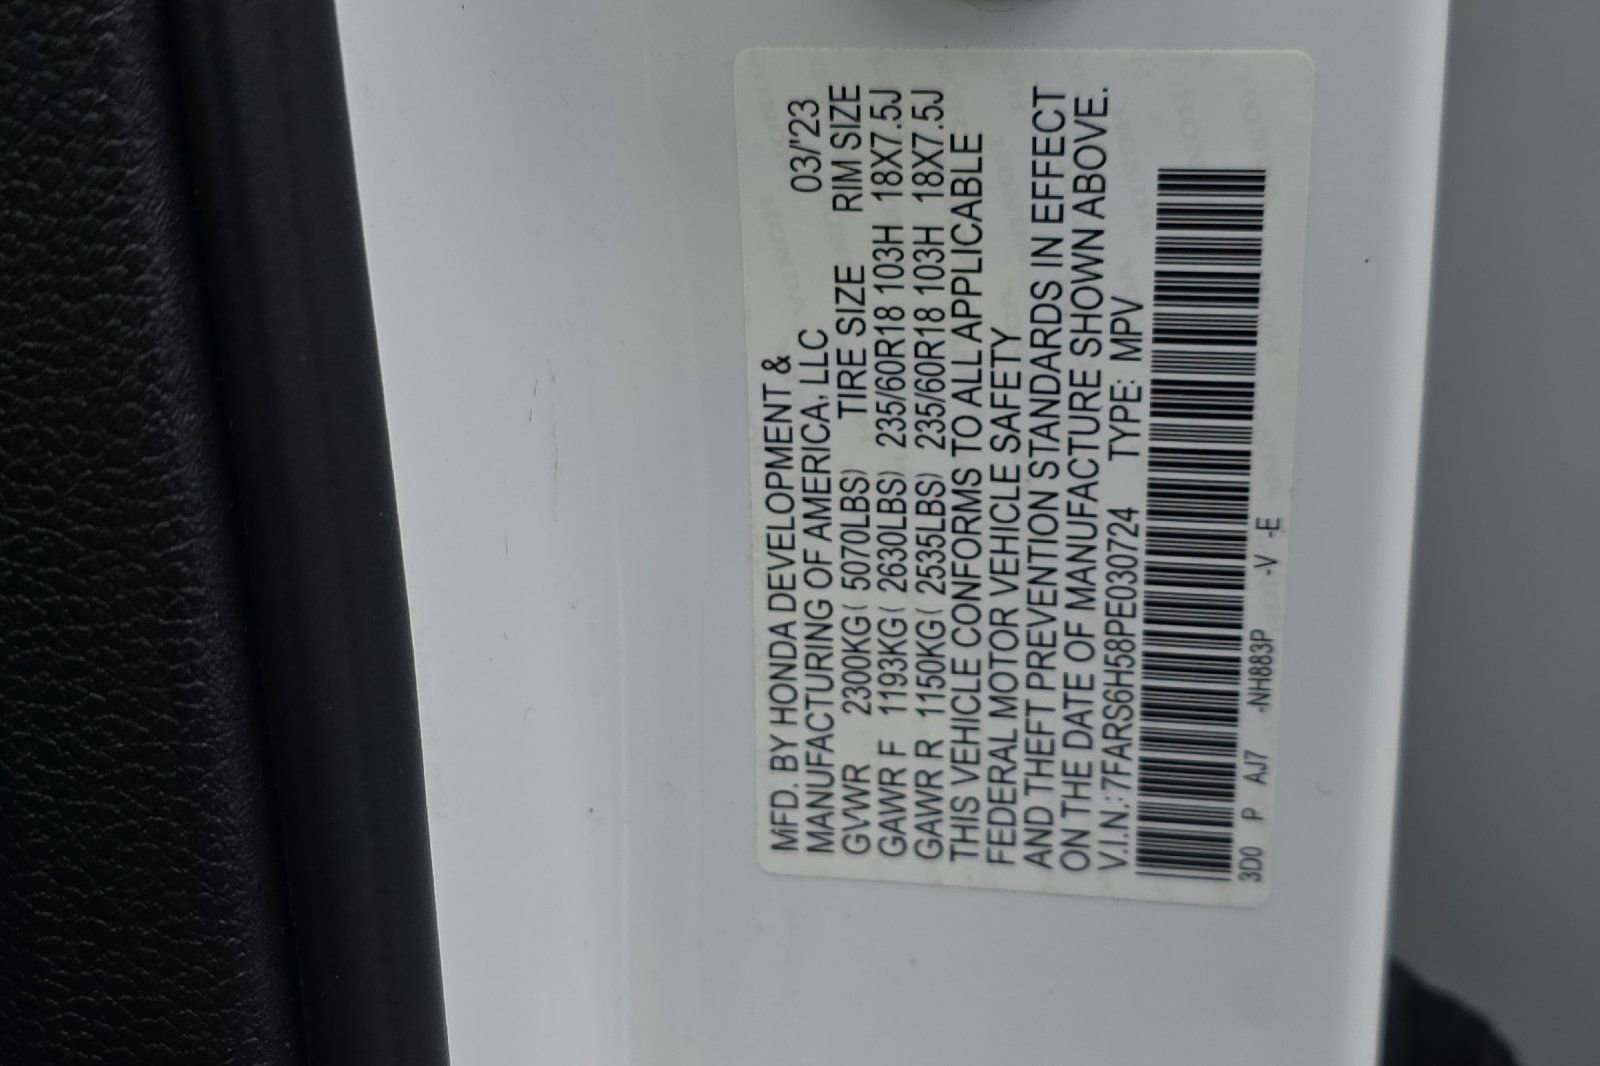 MFD. BY HONDA DEVELOPMENT &
MANUFACTURING OF AMERICA, LLC 03/'23
GVWR 2300KG( 5070LBS) TIRE SIZE RIM SIZE
GAWR F 1193KG( 2630LBS) 235/60R18 103H 18X7.5J
GAWR R 1150KG( 2535LBS) 235/60R18 103H 18X7.5J
THIS VEHICLE CONFORMS TO ALL APPLICABLE
FEDERAL MOTOR VEHICLE SAFETY
AND THEFT PREVENTION STANDARDS IN EFFECT
ON THE DATE OF MANUFACTURE SHOWN ABOVE.
V.I.N.: 7FARS6H58PE030724 TYPE: MPV
3D0 P AJ7 -NH883P -V -E